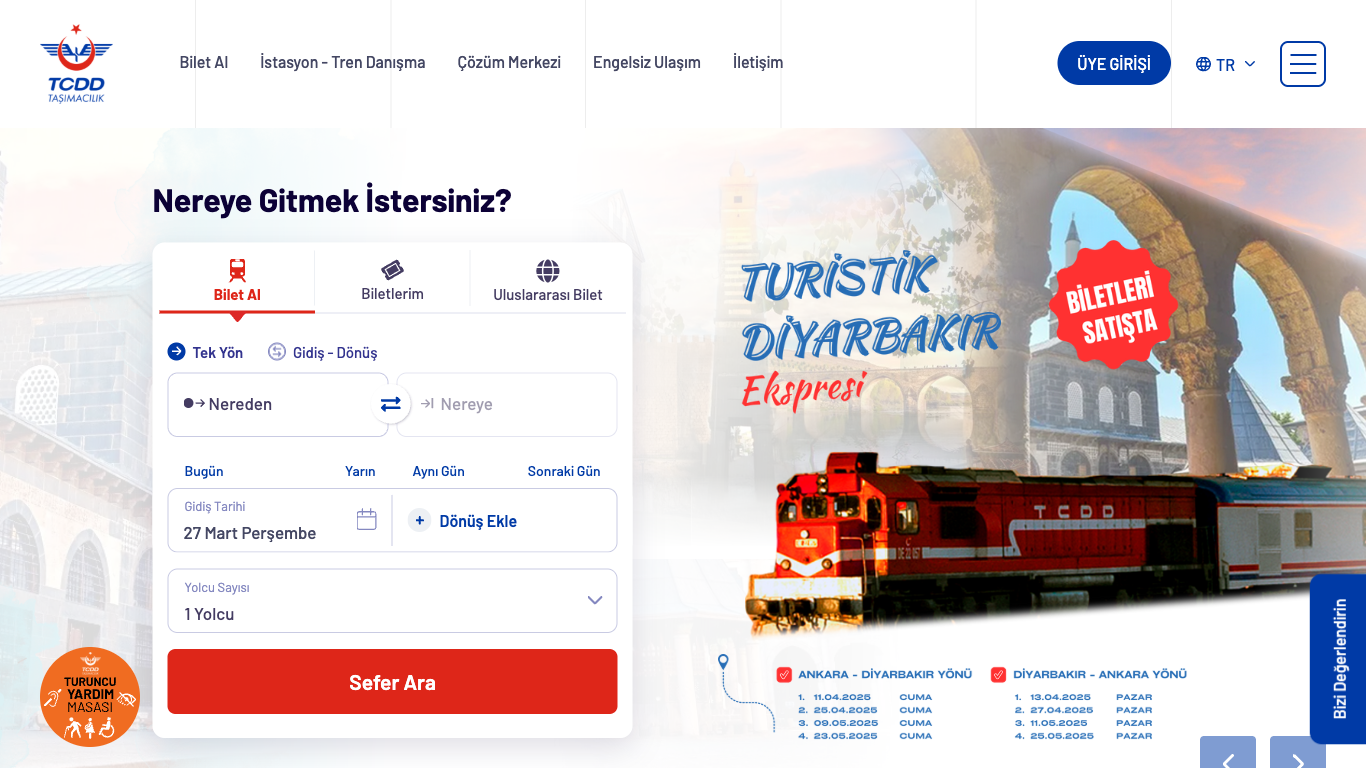 TCDD
TAŞIMACILIK
Bilet Al
İstasyon - Tren Danışma
Çözüm Merkezi
Engelsiz Ulaşım
İletişim
ÜYE GİRİŞİ
TR
Nereye Gitmek İstersiniz?
Bilet Al
Biletlerim
Uluslararası Bilet
Tek Yön
Gidiş - Dönüş
Nereden
Nereye
Bugün
Yarın
Aynı Gün
Sonraki Gün
Gidiş Tarihi
27 Mart Perşembe
Dönüş Ekle
Yolcu Sayısı
1 Yolcu
Sefer Ara
TCDD
TURUNCU
YARDIM
MASASI
TURİSTİK
DİYARBAKIR
Ekspresi
BİLETLERİ
SATIŞTA
TCDD
ANKARA - DİYARBAKIR YÖNÜ
1. 11.04.2025 CUMA
2. 25.04.2025 CUMA
3. 09.05.2025 CUMA
4. 23.05.2025 CUMA
DİYARBAKIR - ANKARA YÖNÜ
1. 13.04.2025 PAZAR
2. 27.04.2025 PAZAR
3. 11.05.2025 PAZAR
4. 25.05.2025 PAZAR
Bizi Değerlendirin